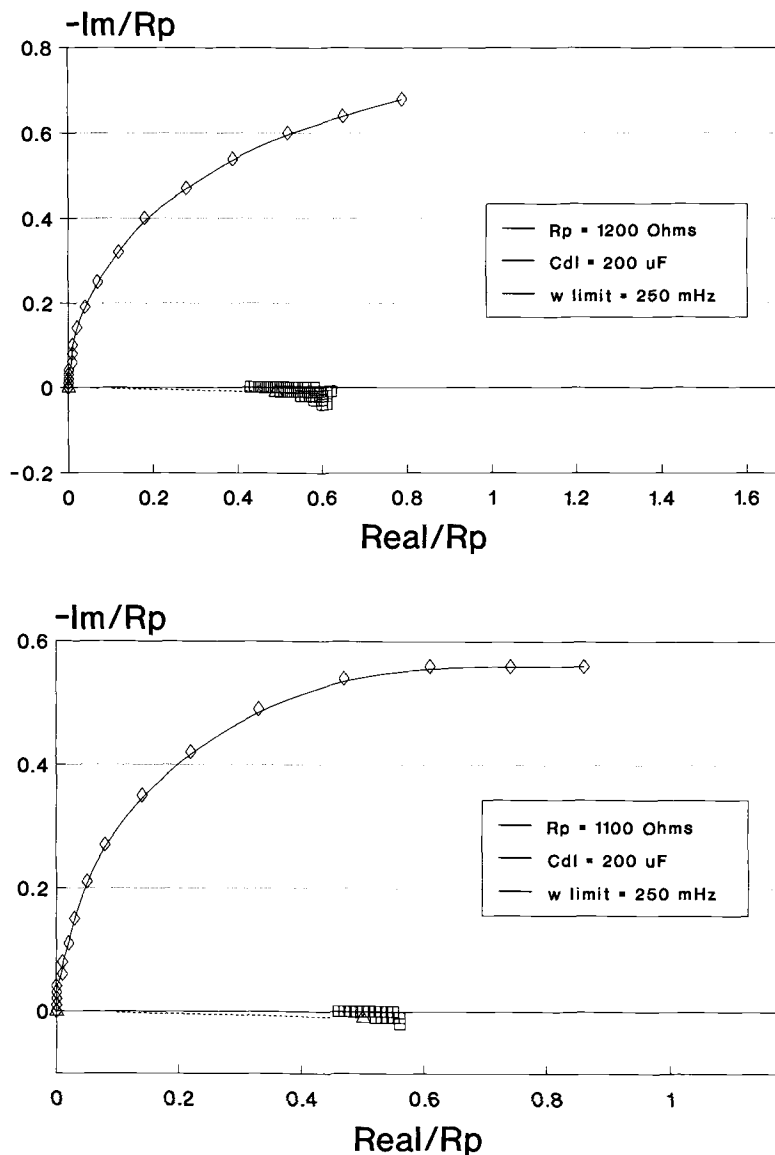 -Im/Rp
0.8
0.6
0.4
0.2
0
-0.2
0 0.2 0.4 0.6 0.8 1 1.2 1.4 1.6
Real/Rp
Rp = 1200 Ohms
Cdl = 200 uF
w limit = 250 mHz
-Im/Rp
0.6
0.4
0.2
0
0 0.2 0.4 0.6 0.8 1
Real/Rp
Rp = 1100 Ohms
Cdl = 200 uF
w limit = 250 mHz